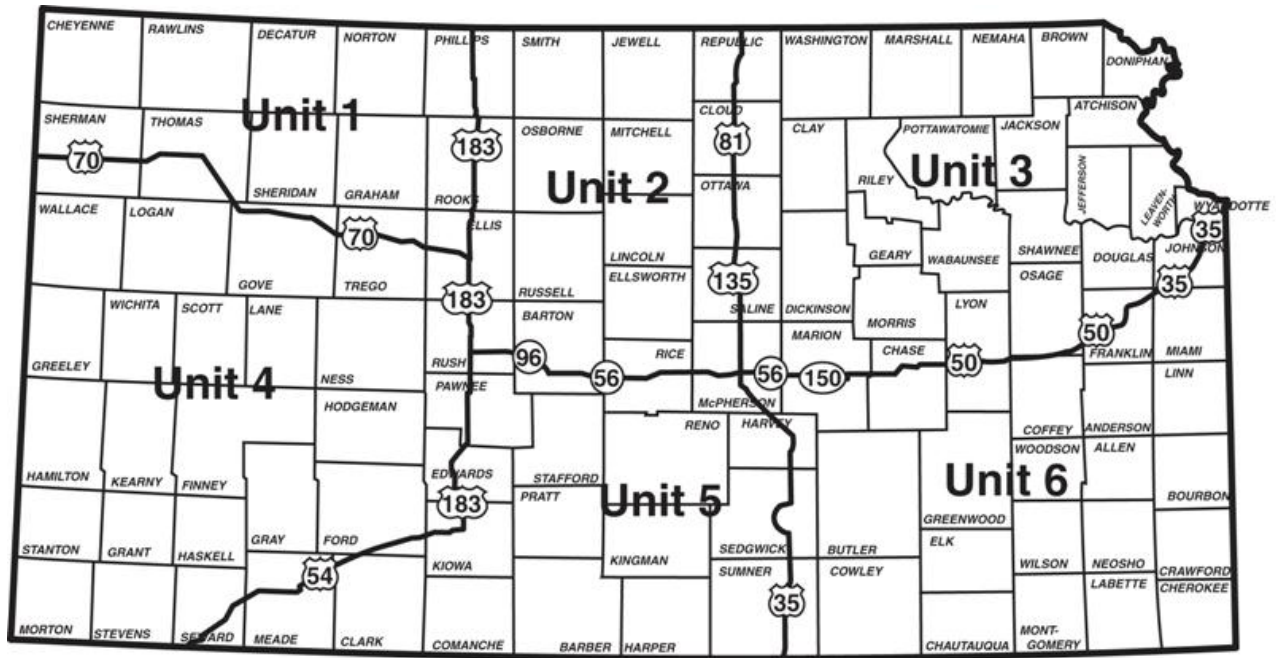 CHEYENNE
RAWLINS
DECATUR
NORTON
PHILLIPS
SMITH
JEWELL
REPUBLIC
WASHINGTON
MARSHALL
NEMAHA
BROWN
DONIPHAN
Unit 1
SHERMAN
THOMAS
70
SHERIDAN
GRAHAM
183
ROOKS
OSBORNE
MITCHELL
CLOUD
81
CLAY
POTTAWATOMIE
JACKSON
ATCHISON
Unit 2
OTTAWA
RILEY
Unit 3
JEFFERSON
LEAVEN-
WORTH
WYANDOTTE
35
WALLACE
LOGAN
GOVE
TREGO
70
ELLIS
183
RUSSELL
LINCOLN
ELLSWORTH
135
SALINE
DICKINSON
GEARY
WABAUNSEE
SHAWNEE
OSAGE
DOUGLAS
JOHNSON
35
WICHITA
SCOTT
LANE
GREELEY
Unit 4
NESS
RUSH
BARTON
96
56
RICE
56
150
MARION
MORRIS
CHASE
LYON
50
50
FRANKLIN
MIAMI
LINN
HODGEMAN
PAWNEE
McPHERSON
RENO
HARVEY
COFFEY
ANDERSON
HAMILTON
KEARNY
FINNEY
EDWARDS
STAFFORD
183
PRATT
Unit 5
Unit 6
WOODSON
ALLEN
BOURBON
STANTON
GRANT
HASKELL
GRAY
FORD
54
KIOWA
KINGMAN
SEDGWICK
SUMNER
BUTLER
COWLEY
GREENWOOD
ELK
WILSON
NEOSHO
LABETTE
CRAWFORD
CHEROKEE
35
MORTON
STEVENS
SEWARD
MEADE
CLARK
COMANCHE
BARBER
HARPER
CHAUTAUQUA
MONT-
GOMERY